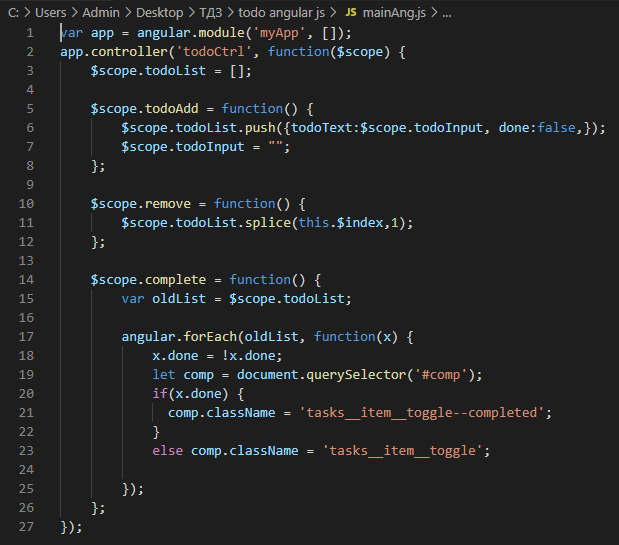 C: > Users > Admin > Desktop > ТДЗ > todo angular js > JS mainAng.js > ...
1 var app = angular.module('myApp', []);
2 app.controller('todoCtrl', function($scope) {
3     $scope.todoList = [];
4
5     $scope.todoAdd = function() {
6         $scope.todoList.push({todoText:$scope.todoInput, done:false,});
7         $scope.todoInput = "";
8     };
9
10     $scope.remove = function() {
11         $scope.todoList.splice(this.$index,1);
12     };
13
14     $scope.complete = function() {
15         var oldList = $scope.todoList;
16
17         angular.forEach(oldList, function(x) {
18             x.done = !x.done;
19             let comp = document.querySelector('#comp');
20             if(x.done) {
21               comp.className = 'tasks__item__toggle--completed';
22             }
23             else comp.className = 'tasks__item__toggle';
24
25         });
26     };
27 });